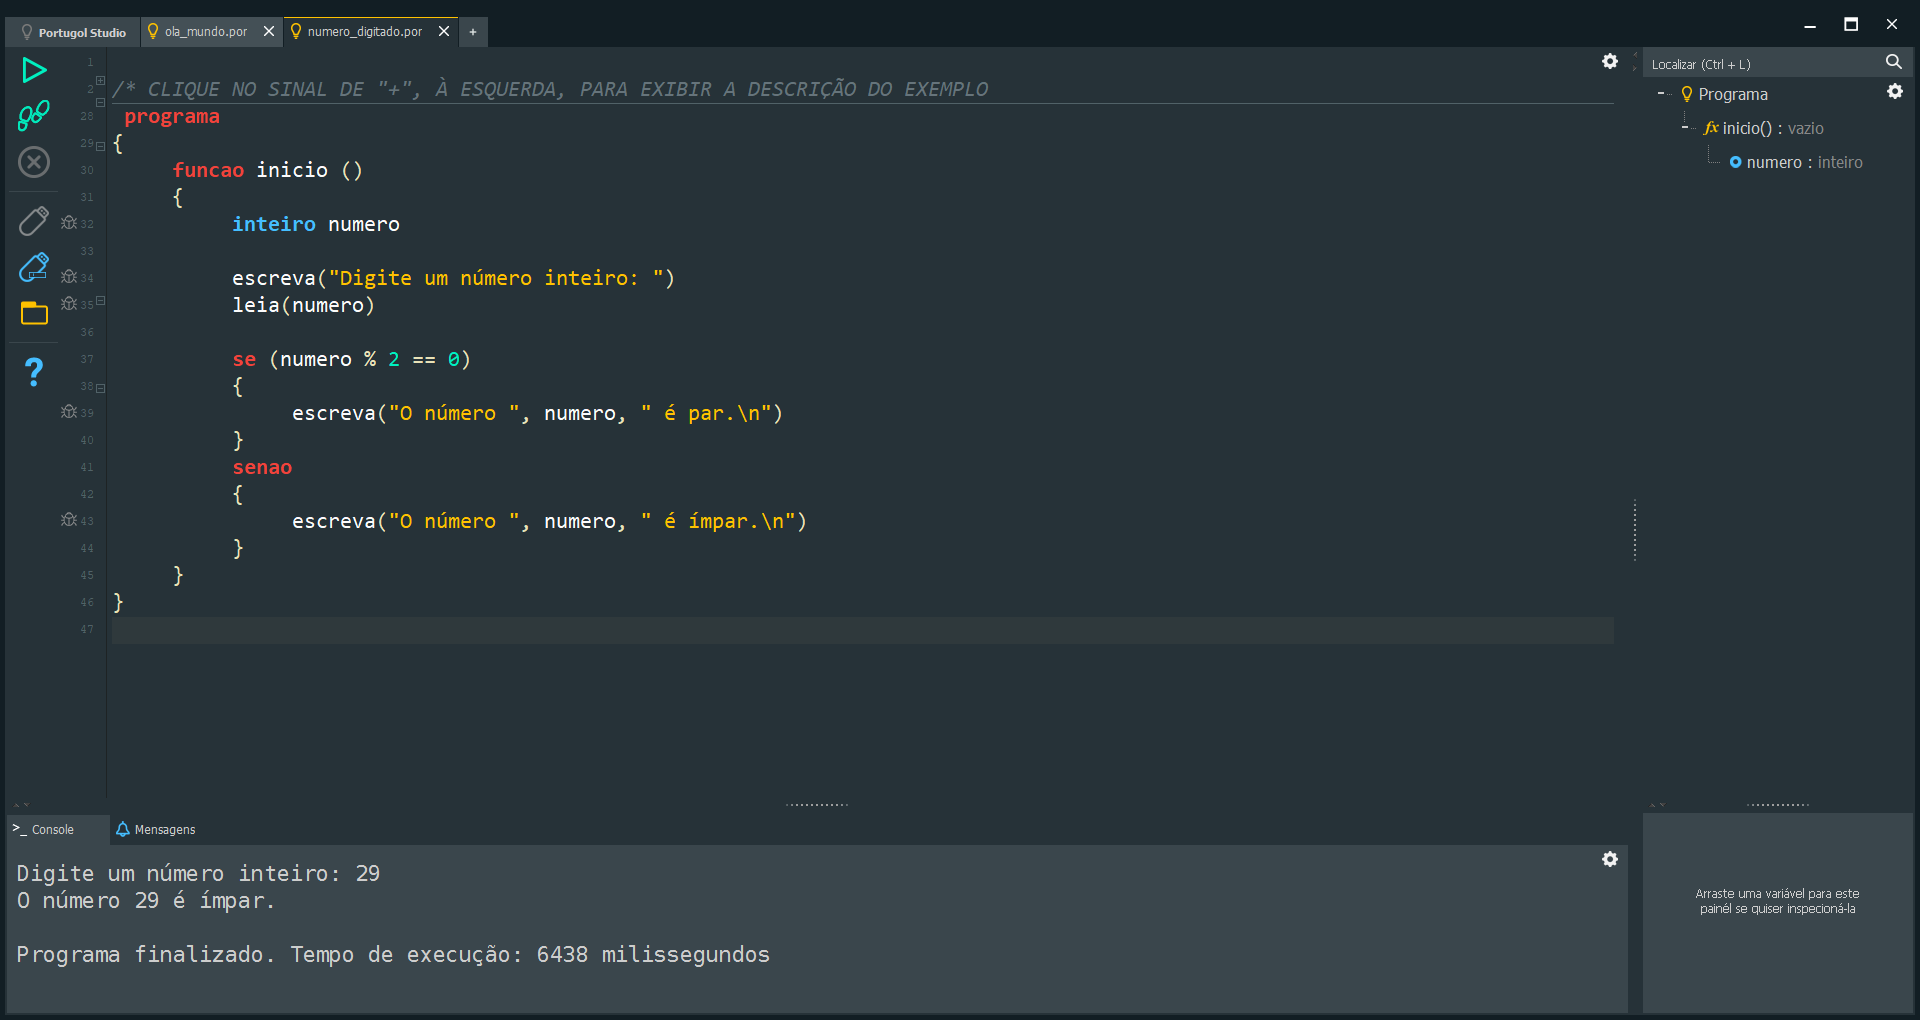 Portugol Studio
ola_mundo.por
numero_digitado.por
+
1
2 /* CLIQUE NO SINAL DE "+", À ESQUERDA, PARA EXIBIR A DESCRIÇÃO DO EXEMPLO
28 programa
29 {
30 funcao inicio ()
31 {
32 inteiro numero
33
34 escreva("Digite um número inteiro: ")
35 leia(numero)
36
37 se (numero % 2 == 0)
38 {
39 escreva("O número ", numero, " é par.\n")
40 }
41 senao
42 {
43 escreva("O número ", numero, " é ímpar.\n")
44 }
45 }
46 }
47
Localizar (Ctrl + L)
Programa
fx inicio() : vazio
numero : inteiro
>_ Console
Mensagens
Digite um número inteiro: 29
O número 29 é ímpar.
Programa finalizado. Tempo de execução: 6438 milissegundos
Arraste uma variável para este
painél se quiser inspecioná-la